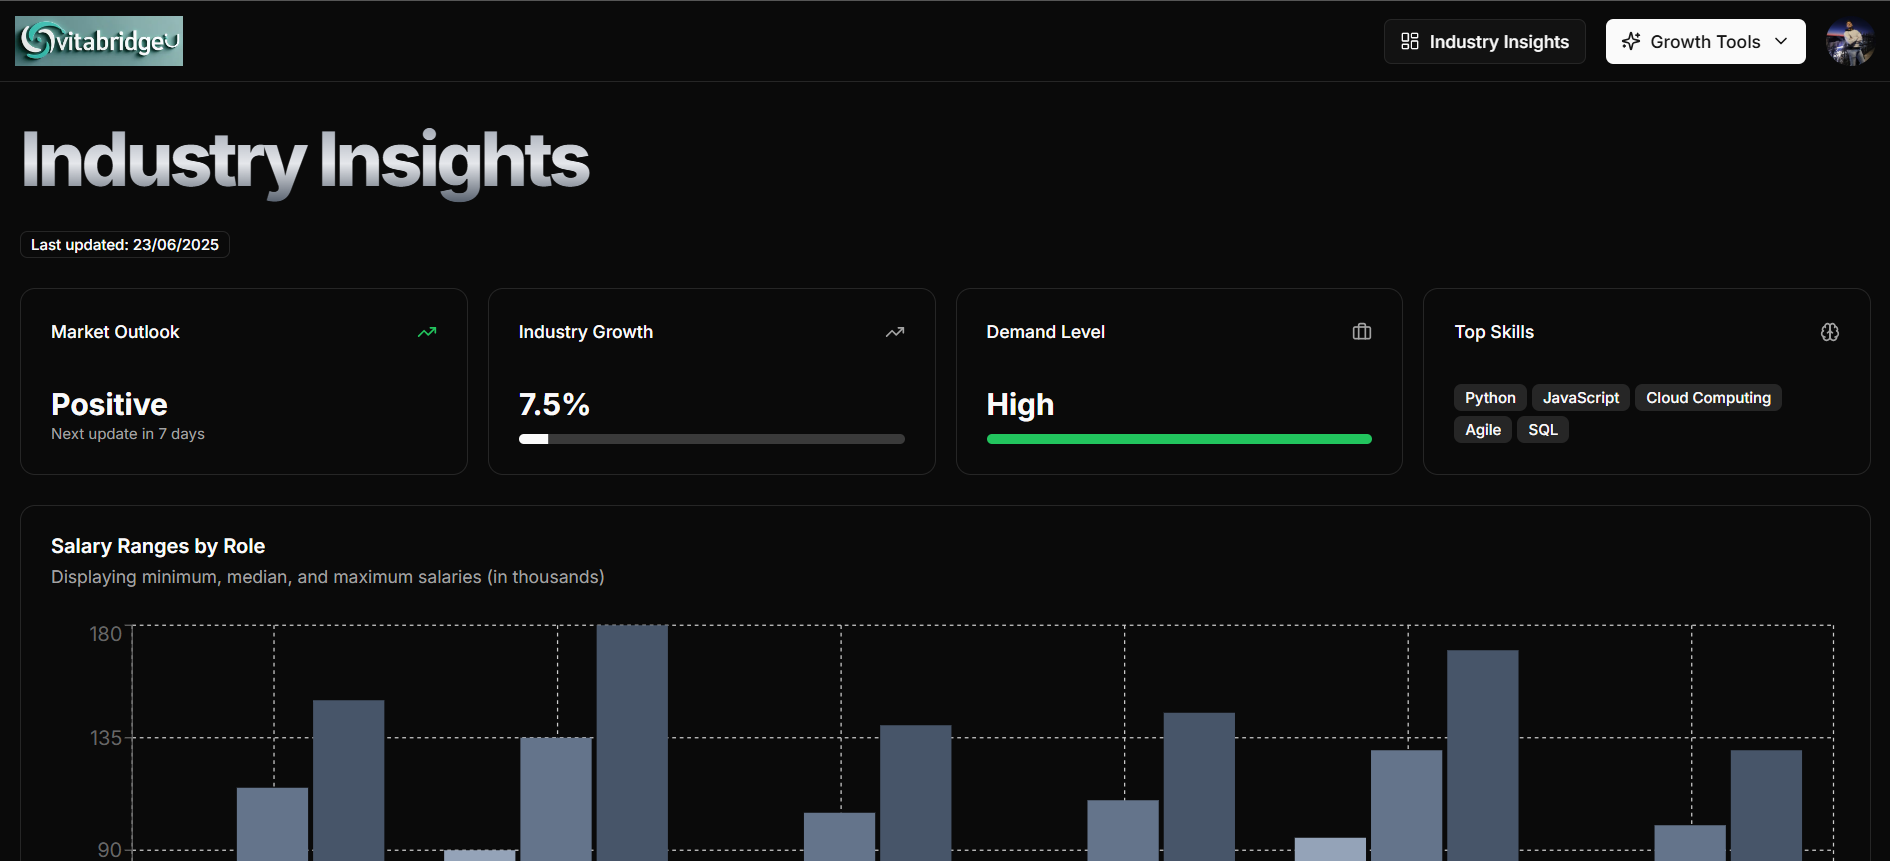 vitabridgeU
Industry Insights
Growth Tools
Industry Insights
Last updated: 23/06/2025
Market Outlook
Positive
Next update in 7 days
Industry Growth
7.5%
Demand Level
High
Top Skills
Python JavaScript Cloud Computing
Agile SQL
Salary Ranges by Role
Displaying minimum, median, and maximum salaries (in thousands)
180
135
90